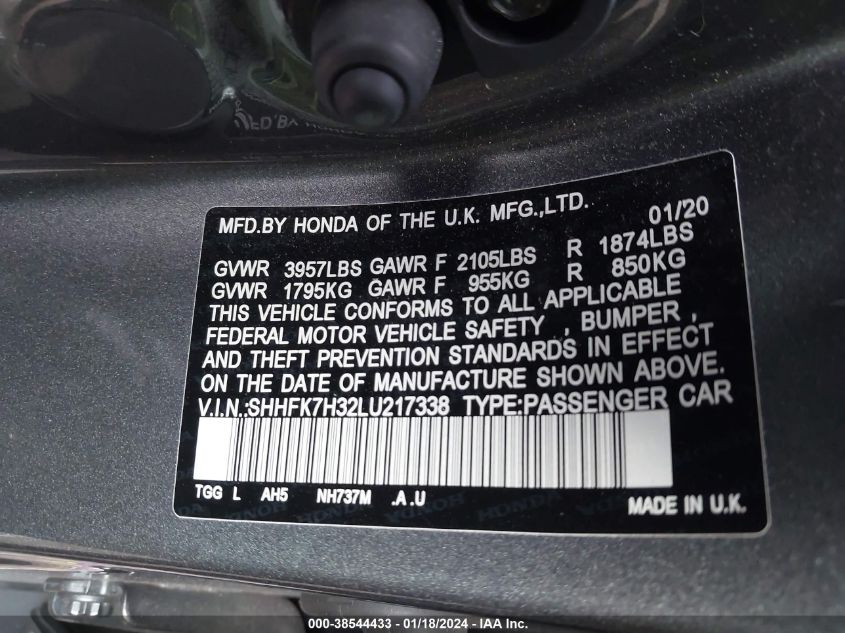 MFD.BY HONDA OF THE U.K. MFG.,LTD. 01/20
GVWR 3957LBS GAWR F 2105LBS R 1874LBS
GVWR 1795KG GAWR F 955KG R 850KG
THIS VEHICLE CONFORMS TO ALL APPLICABLE
FEDERAL MOTOR VEHICLE SAFETY , BUMPER ,
AND THEFT PREVENTION STANDARDS IN EFFECT
ON THE DATE OF MANUFACTURE SHOWN ABOVE.
V.I.N.:SHHFK7H32LU217338 TYPE:PASSENGER CAR
TGG L AH5 NH737M .A.U
MADE IN U.K.
000-38544433 - 01/18/2024 - IAA Inc.